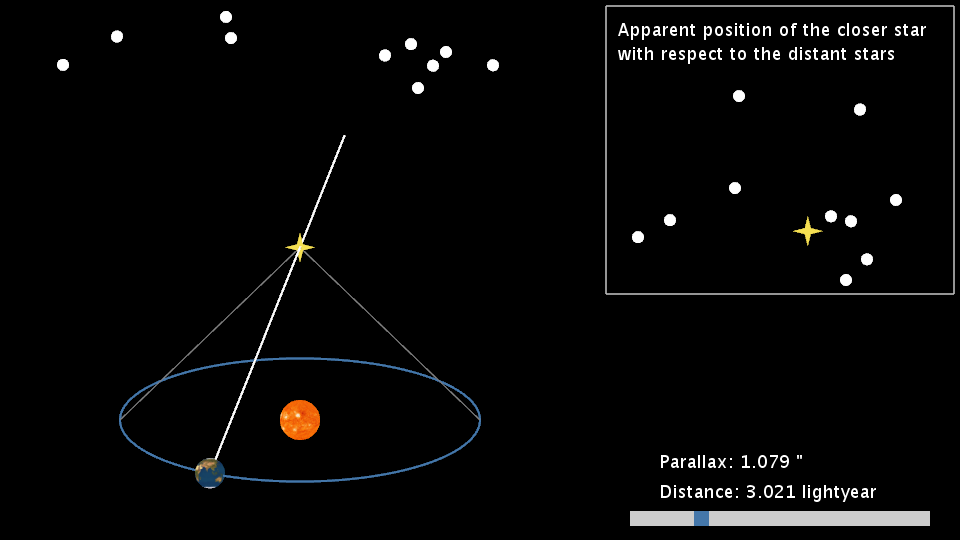 Apparent position of the closer star
with respect to the distant stars
Parallax: 1.079 "
Distance: 3.021 lightyear